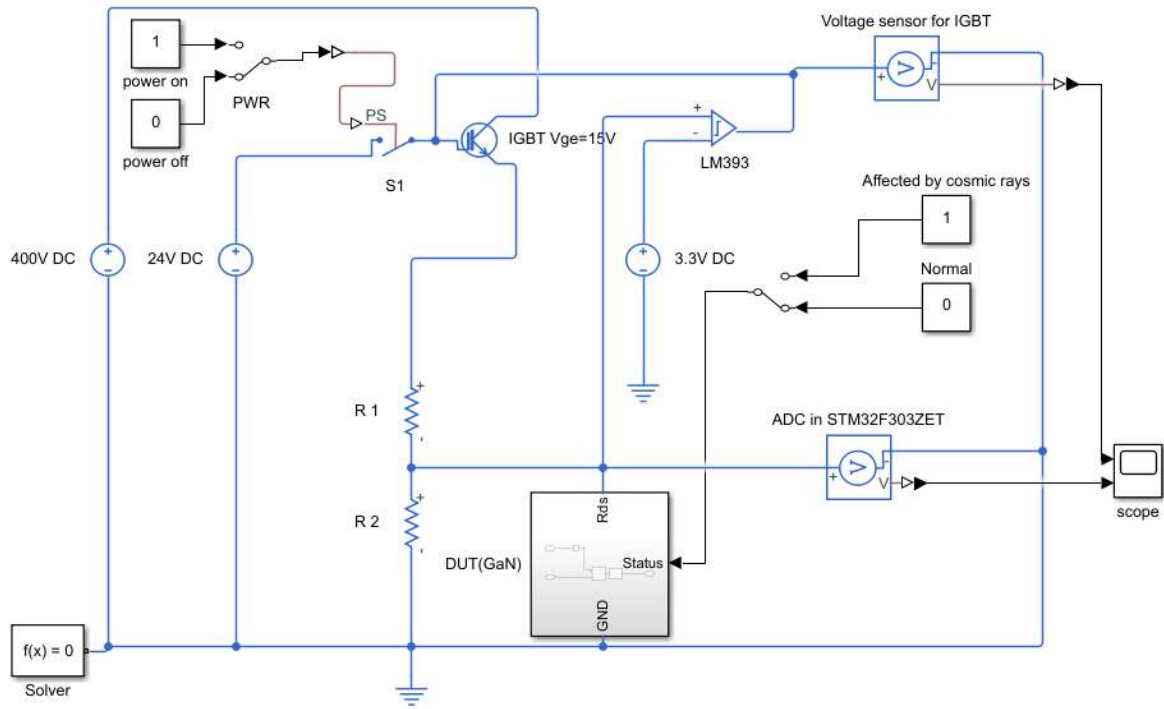 Voltage sensor for IGBT
1
power on
PWR
0
power off
PS
S1
IGBT Vge=15V
+
-
LM393
+
V
-
V
Affected by cosmic rays
1
Normal
0
400V DC
+
-
24V DC
+
-
+
-
3.3V DC
R 1
+
-
ADC in STM32F303ZET
+
V
-
V
scope
R 2
+
-
DUT(GaN)
Rds
Status
GND
f(x) = 0
Solver